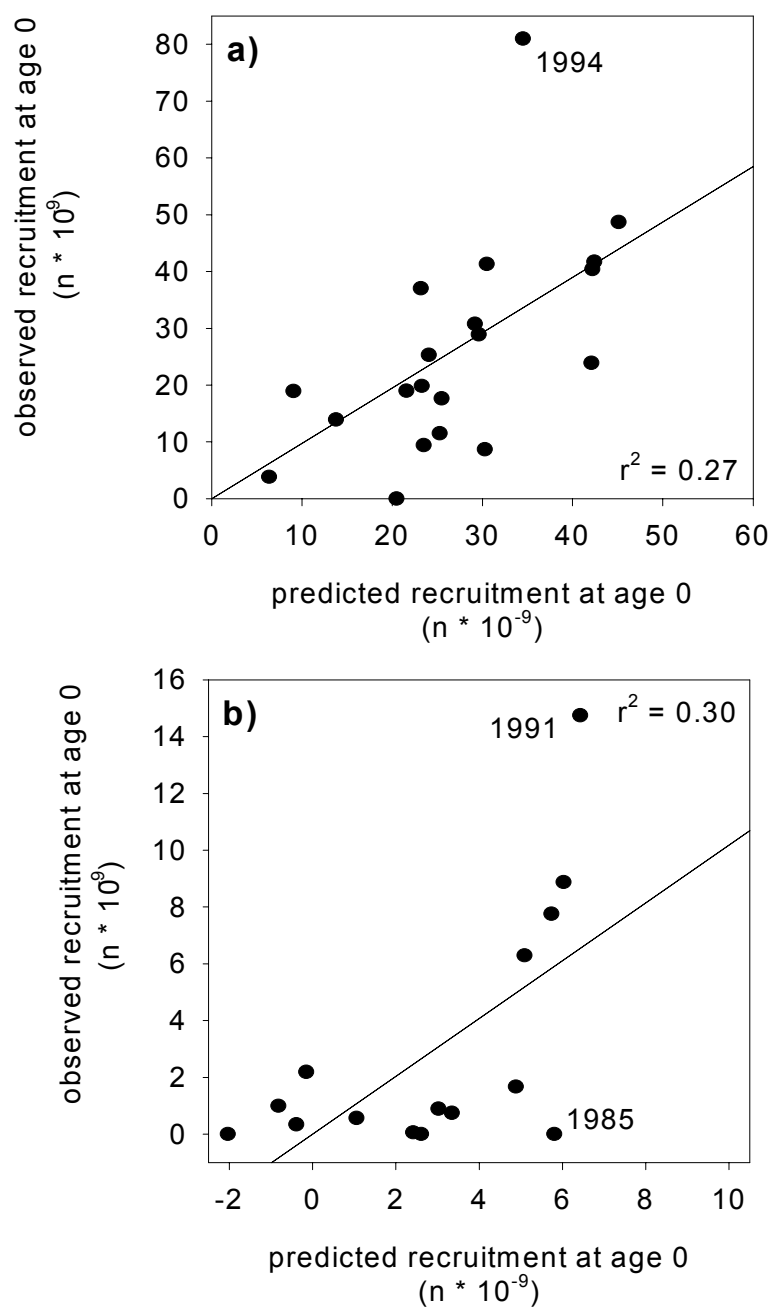 a)
observed recruitment at age 0
(n * 10⁹)
80
70
60
50
40
30
20
10
0
1994
r² = 0.27
0 10 20 30 40 50 60
predicted recruitment at age 0
(n * 10⁻⁹)
b)
observed recruitment at age 0
(n * 10⁹)
16
14
12
10
8
6
4
2
0
1991
r² = 0.30
1985
-2 0 2 4 6 8 10
predicted recruitment at age 0
(n * 10⁻⁹)